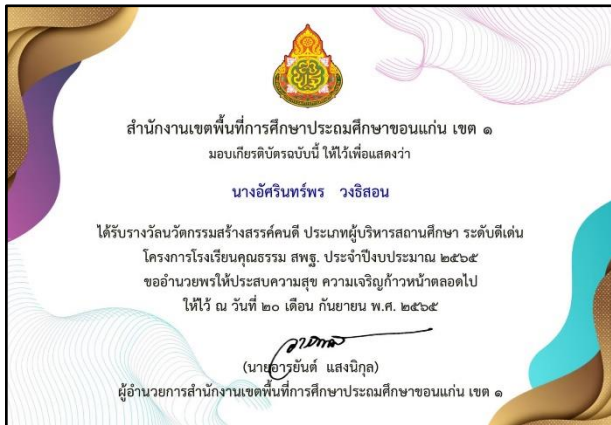 สำนักงานเขตพื้นที่การศึกษาประถมศึกษาขอนแก่น เขต ๑
มอบเกียรติบัตรฉบับนี้ ให้ไว้เพื่อแสดงว่า
นางอัศรินทร์พร วงธิสอน
ได้รับรางวัลนวัตกรรมสร้างสรรค์คนดี ประเภทผู้บริหารสถานศึกษา ระดับดีเด่น
โครงการโรงเรียนคุณธรรม สพฐ. ประจำปีงบประมาณ ๒๕๖๕
ขออำนวยพรให้ประสบความสุข ความเจริญก้าวหน้าตลอดไป
ให้ไว้ ณ วันที่ ๒๐ เดือน กันยายน พ.ศ. ๒๕๖๕
(นายอารยันต์ แสงนิกุล)
ผู้อำนวยการสำนักงานเขตพื้นที่การศึกษาประถมศึกษาขอนแก่น เขต ๑